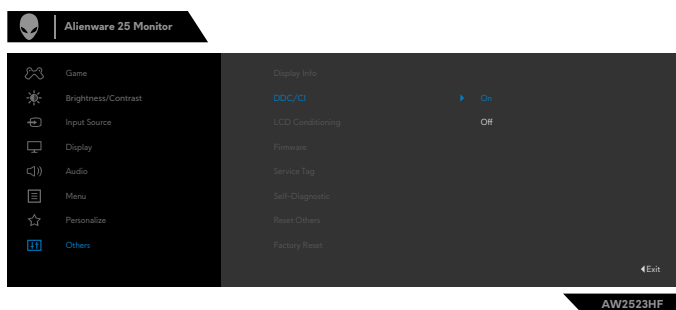 Alienware 25 Monitor
Game
Display Info
Brightness/Contrast
DDC/CI
On
Input Source
LCD Conditioning
Off
Display
Firmware
Audio
Service Tag
Menu
Self-Diagnostic
Personalize
Reset Others
Others
Factory Reset
Exit
AW2523HF